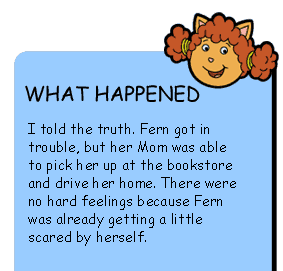 WHAT HAPPENED
I told the truth. Fern got in
trouble, but her Mom was able
to pick her up at the bookstore
and drive her home. There were
no hard feelings because Fern
was already getting a little
scared by herself.